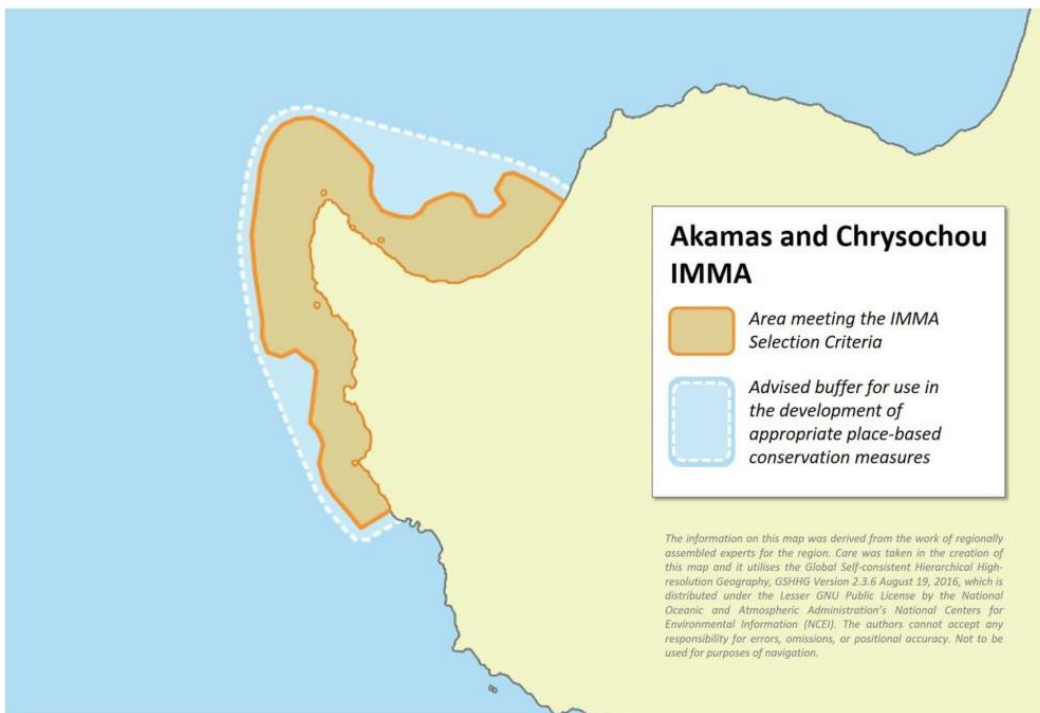 Akamas and Chrysochou
IMMA
Area meeting the IMMA
Selection Criteria
Advised buffer for use in
the development of
appropriate place-based
conservation measures
The information on this map was derived from the work of regionally
assembled experts for the region. Care was taken in the creation of
this map and it utilises the Global Self-consistent Hierarchical High-
resolution Geography, GSHHG Version 2.3.6 August 19, 2016, which is
distributed under the Lesser GNU Public License by the National
Oceanic and Atmospheric Administration's National Centers for
Environmental Information (NCEI). The authors cannot accept any
responsibility for errors, omissions, or positional accuracy. Not to be
used for purposes of navigation.